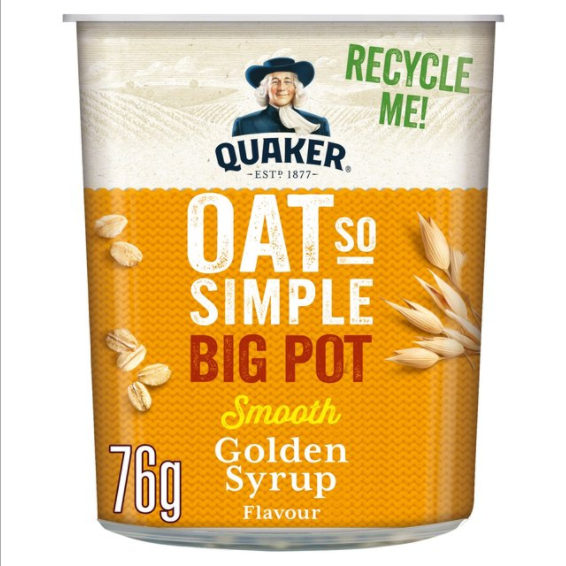 RECYCLE
ME!
QUAKER®
-ESTD 1877-
OAT SO
SIMPLE
BIG POT
Smooth
Golden
Syrup
Flavour
76g